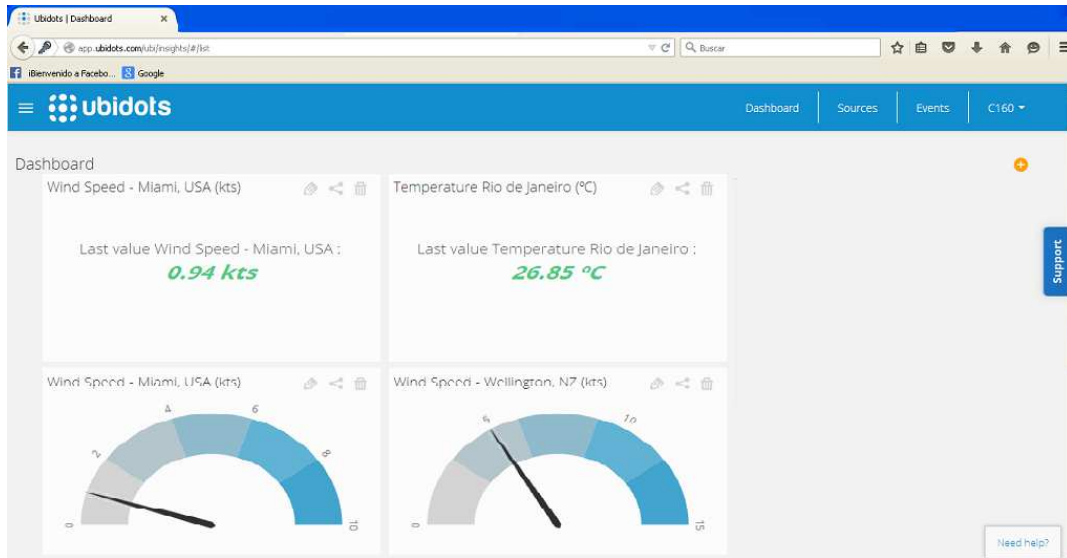 Ubidots | Dashboard
app.ubidots.com/ubi/insights/#/list
Buscar
iBienvenido a Facebo... Google
ubidots
Dashboard Sources Events C160
Dashboard
Wind Speed - Miami, USA (kts)
Last value Wind Speed - Miami, USA :
0.94 kts
Temperature Rio de Janeiro (ºC)
Last value Temperature Rio de Janeiro :
26.85 ºC
Support
Wind Speed - Miami, USA (kts)
0 2 4 6 8 10
Wind Speed - Wellington, NZ (kts)
0 5 10 15
Need help?